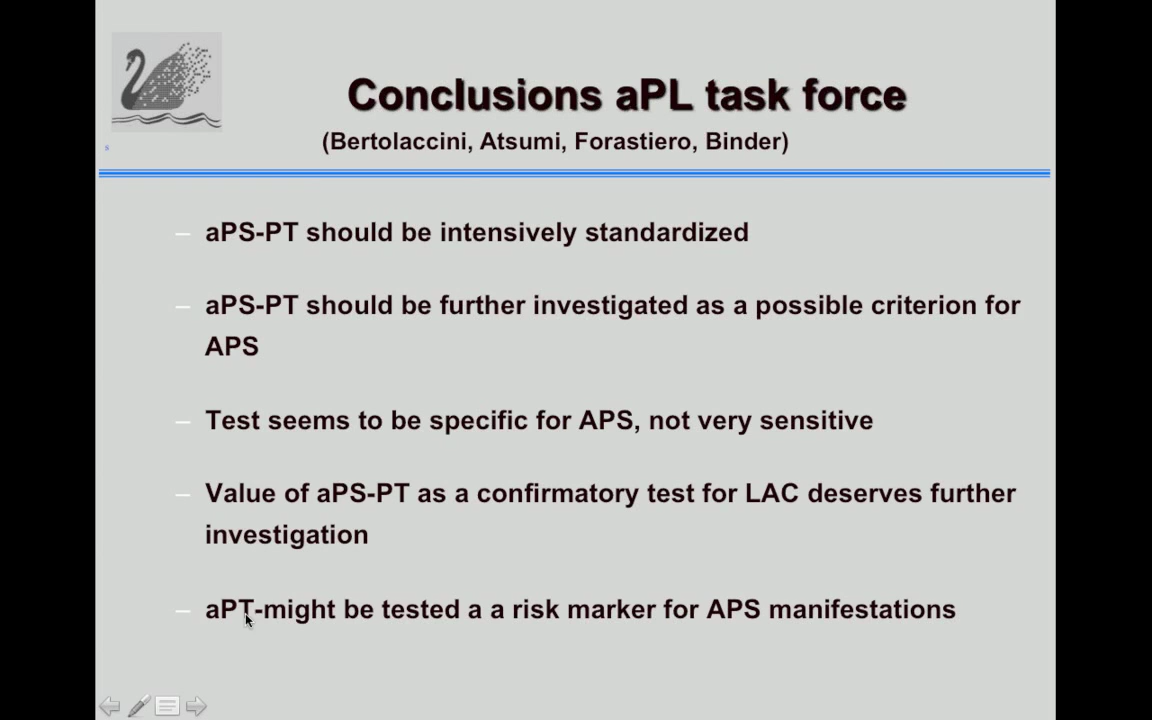 Conclusions aPL task force
(Bertolaccini, Atsumi, Forastiero, Binder)
s
– aPS-PT should be intensively standardized
– aPS-PT should be further investigated as a possible criterion for
APS
– Test seems to be specific for APS, not very sensitive
– Value of aPS-PT as a confirmatory test for LAC deserves further
investigation
– aPT-might be tested a a risk marker for APS manifestations